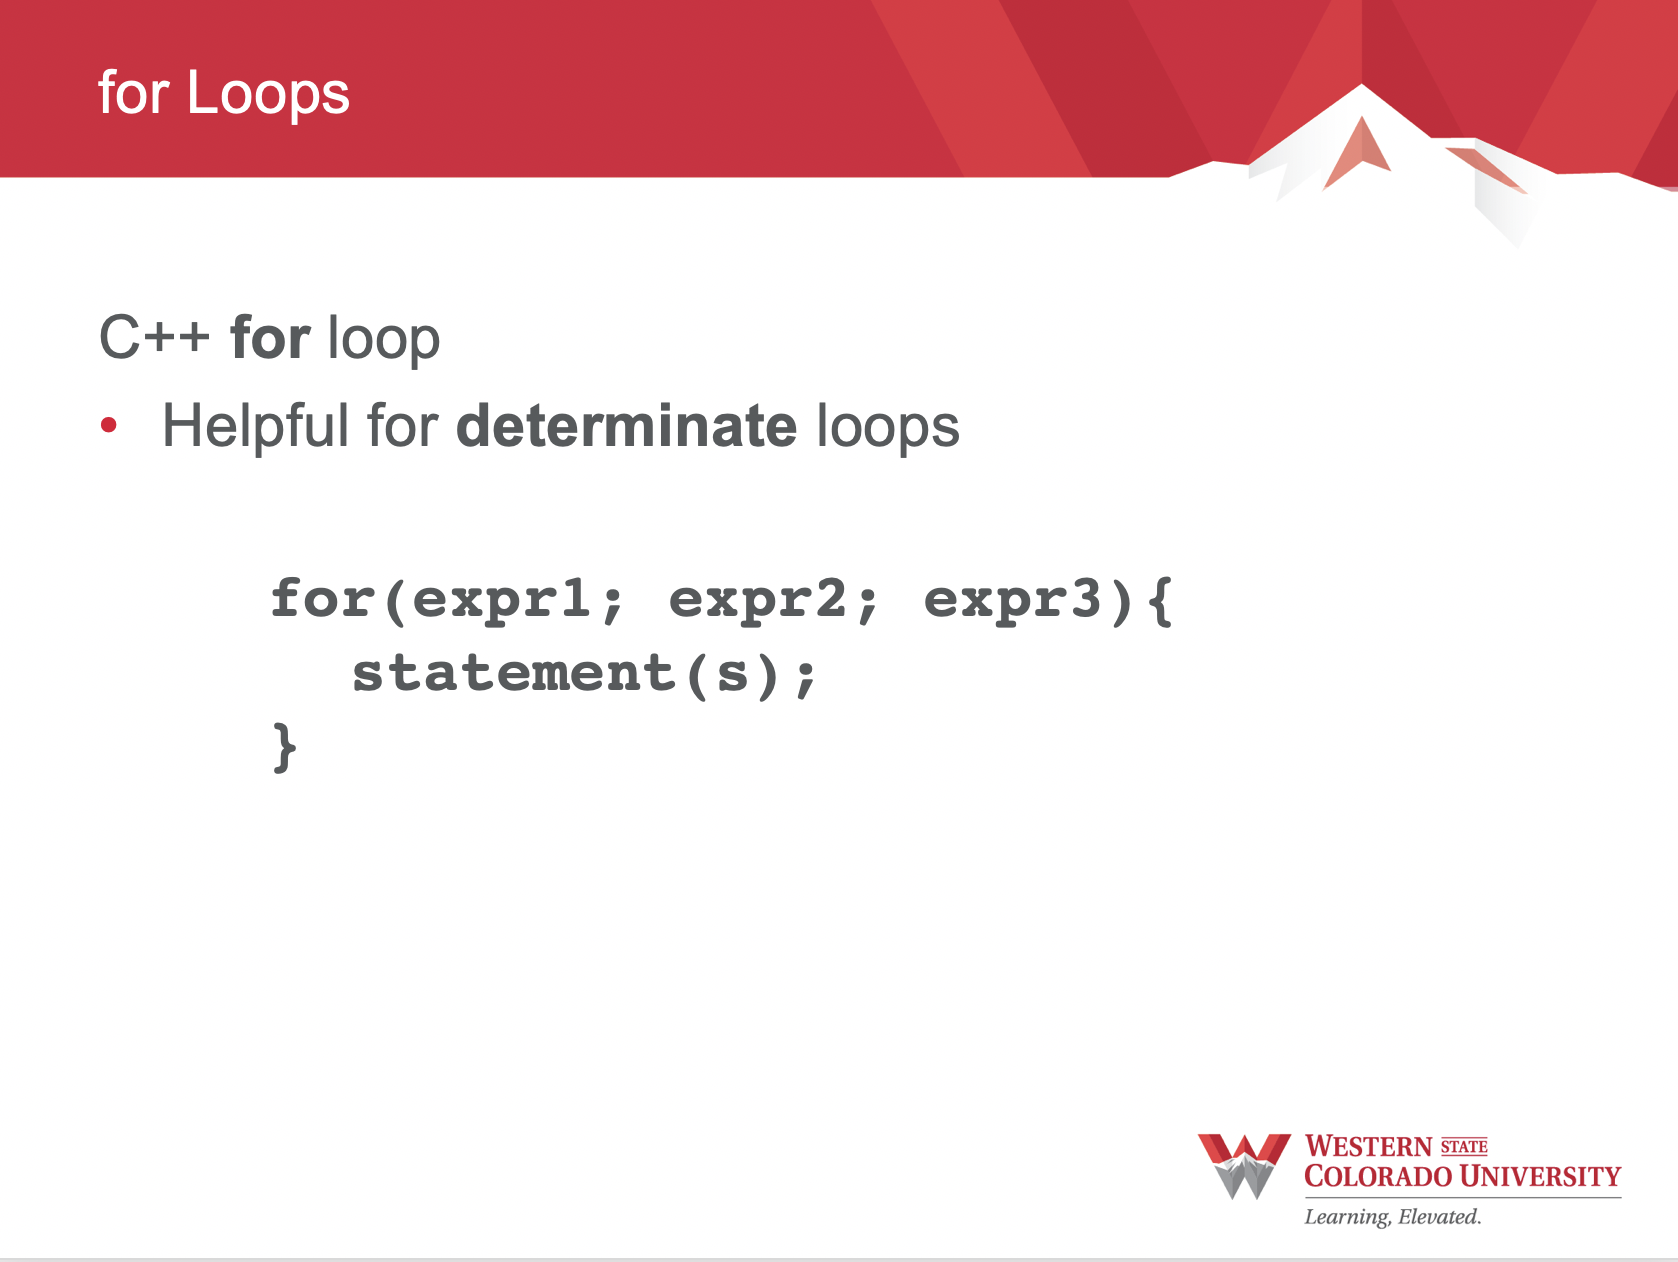 for Loops
C++ for loop
• Helpful for determinate loops
for(expr1; expr2; expr3){
statement(s);
}
WESTERN STATE
COLORADO UNIVERSITY
Learning, Elevated.